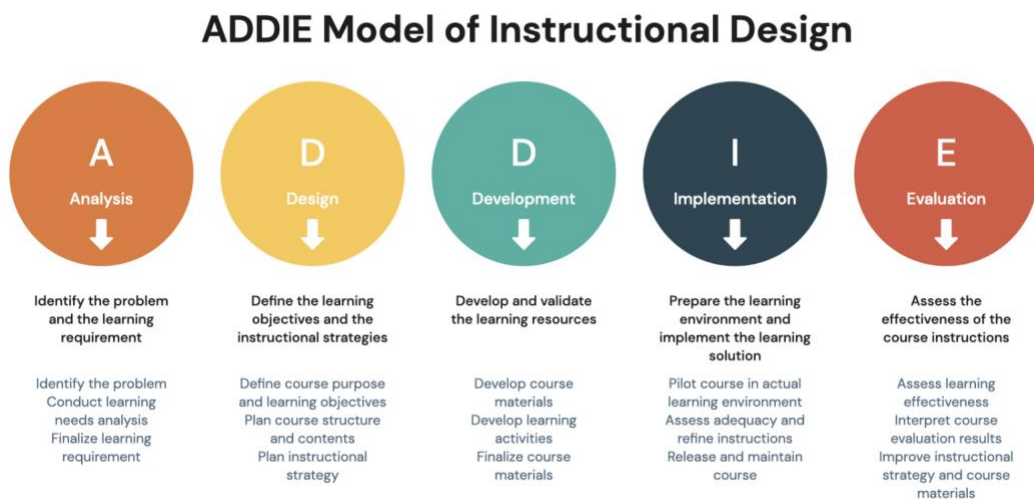 ADDIE Model of Instructional Design
A
Analysis
Identify the problem
and the learning
requirement
Identify the problem
Conduct learning
needs analysis
Finalize learning
requirement
D
Design
Define the learning
objectives and the
instructional strategies
Define course purpose
and learning objectives
Plan course structure
and contents
Plan instructional
strategy
D
Development
Develop and validate
the learning resources
Develop course
materials
Develop learning
activities
Finalize course
materials
I
Implementation
Prepare the learning
environment and
implement the learning
solution
Pilot course in actual
learning environment
Assess adequacy and
refine instructions
Release and maintain
course
E
Evaluation
Assess the
effectiveness of the
course instructions
Assess learning
effectiveness
Interpret course
evaluation results
Improve instructional
strategy and course
materials